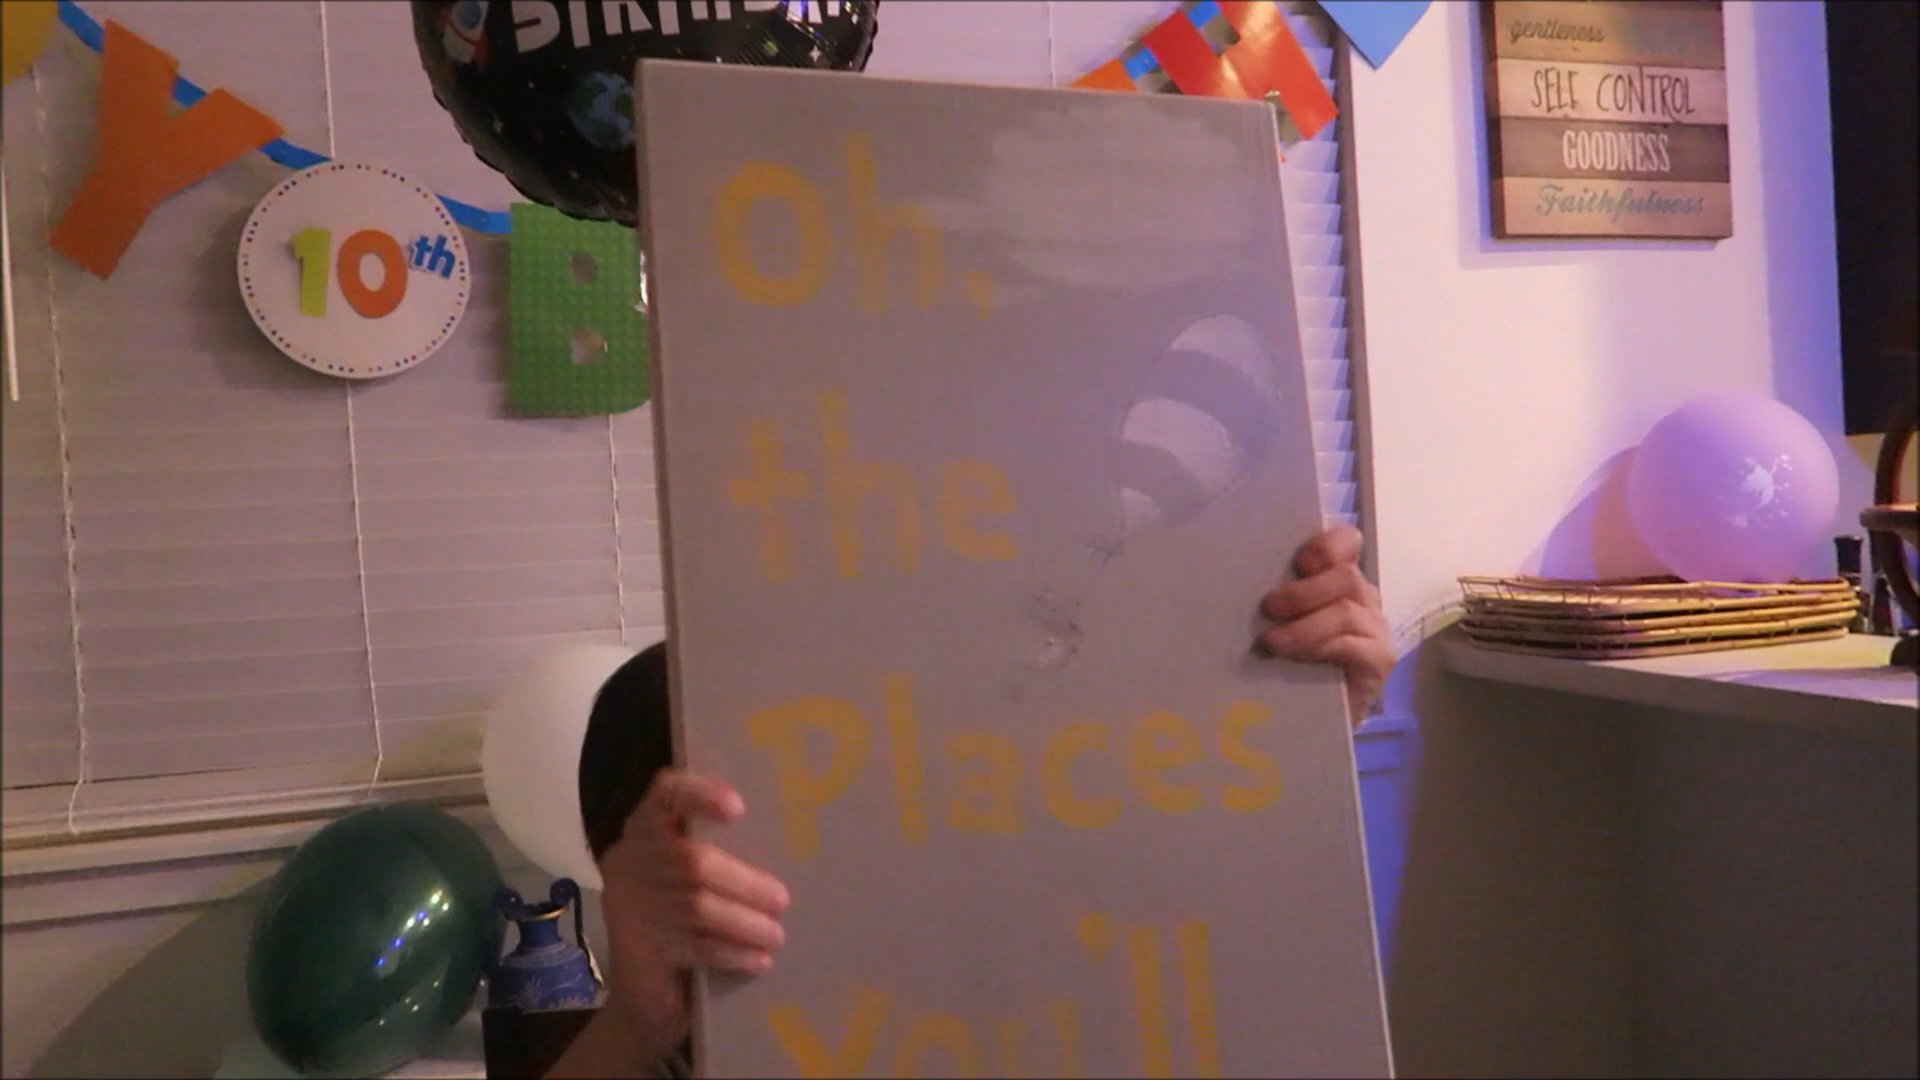 Y
10th
B
H
Oh,
the
Places
You'll
gentleness
SELF CONTROL
GOODNESS
Faithfulness